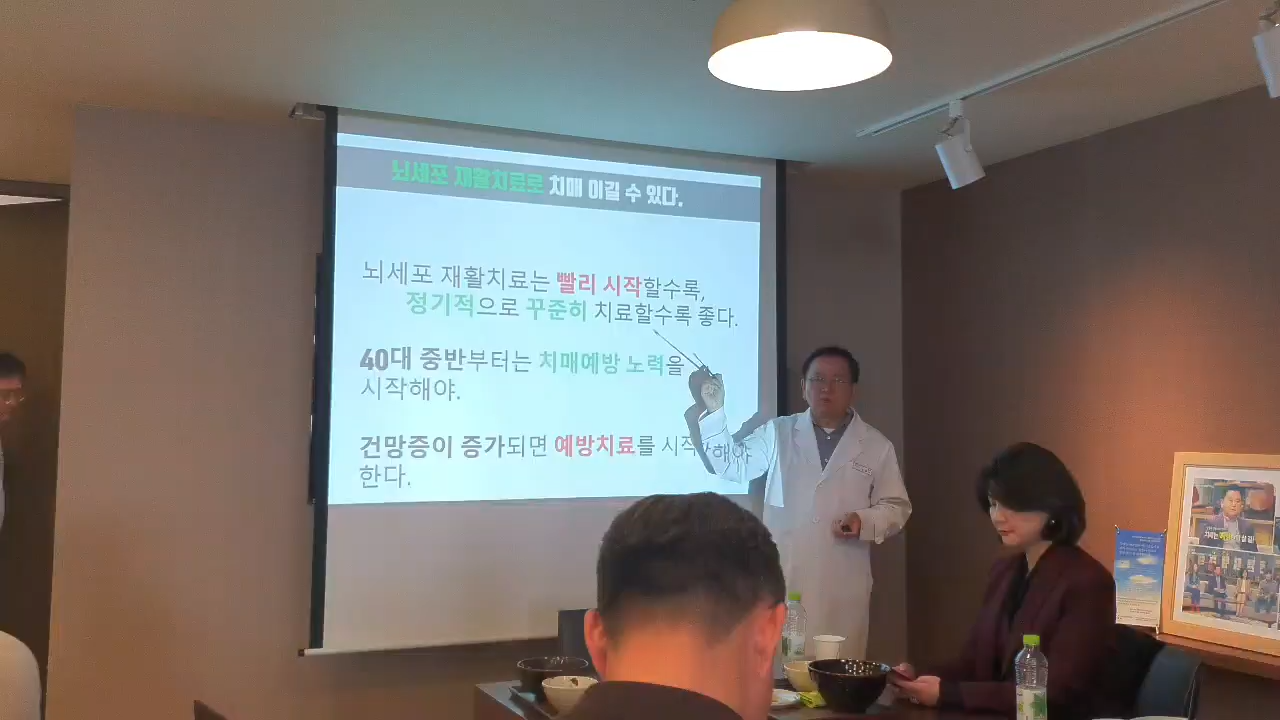 뇌세포 재활치료로 치매 이길 수 있다.
뇌세포 재활치료는 빨리 시작할수록,
정기적으로 꾸준히 치료할수록 좋다.
40대 중반부터는 치매예방 노력을
시작해야.
건망증이 증가되면 예방치료를 시작해야
한다.